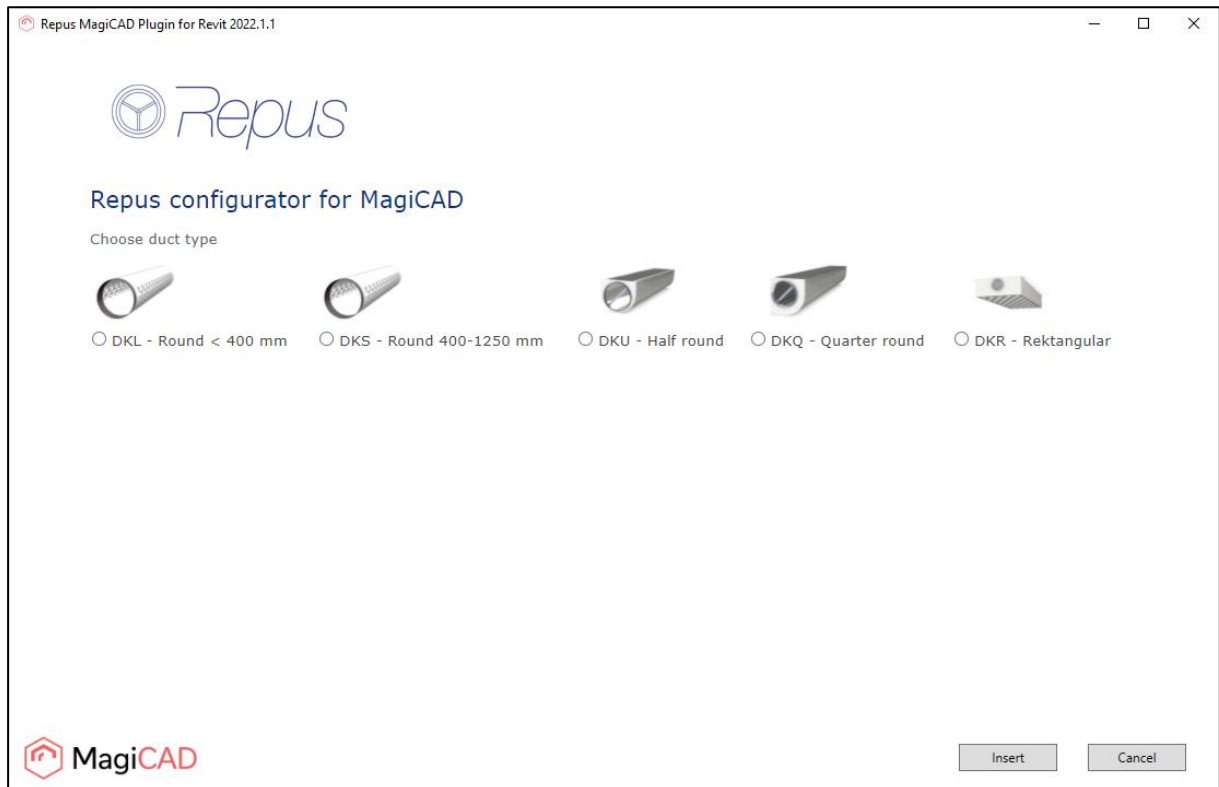 Repus MagiCAD Plugin for Revit 2022.1.1
Repus
Repus configurator for MagiCAD
Choose duct type
DKL - Round < 400 mm
DKS - Round 400-1250 mm
DKU - Half round
DKQ - Quarter round
DKR - Rektangular
MagiCAD
Insert
Cancel